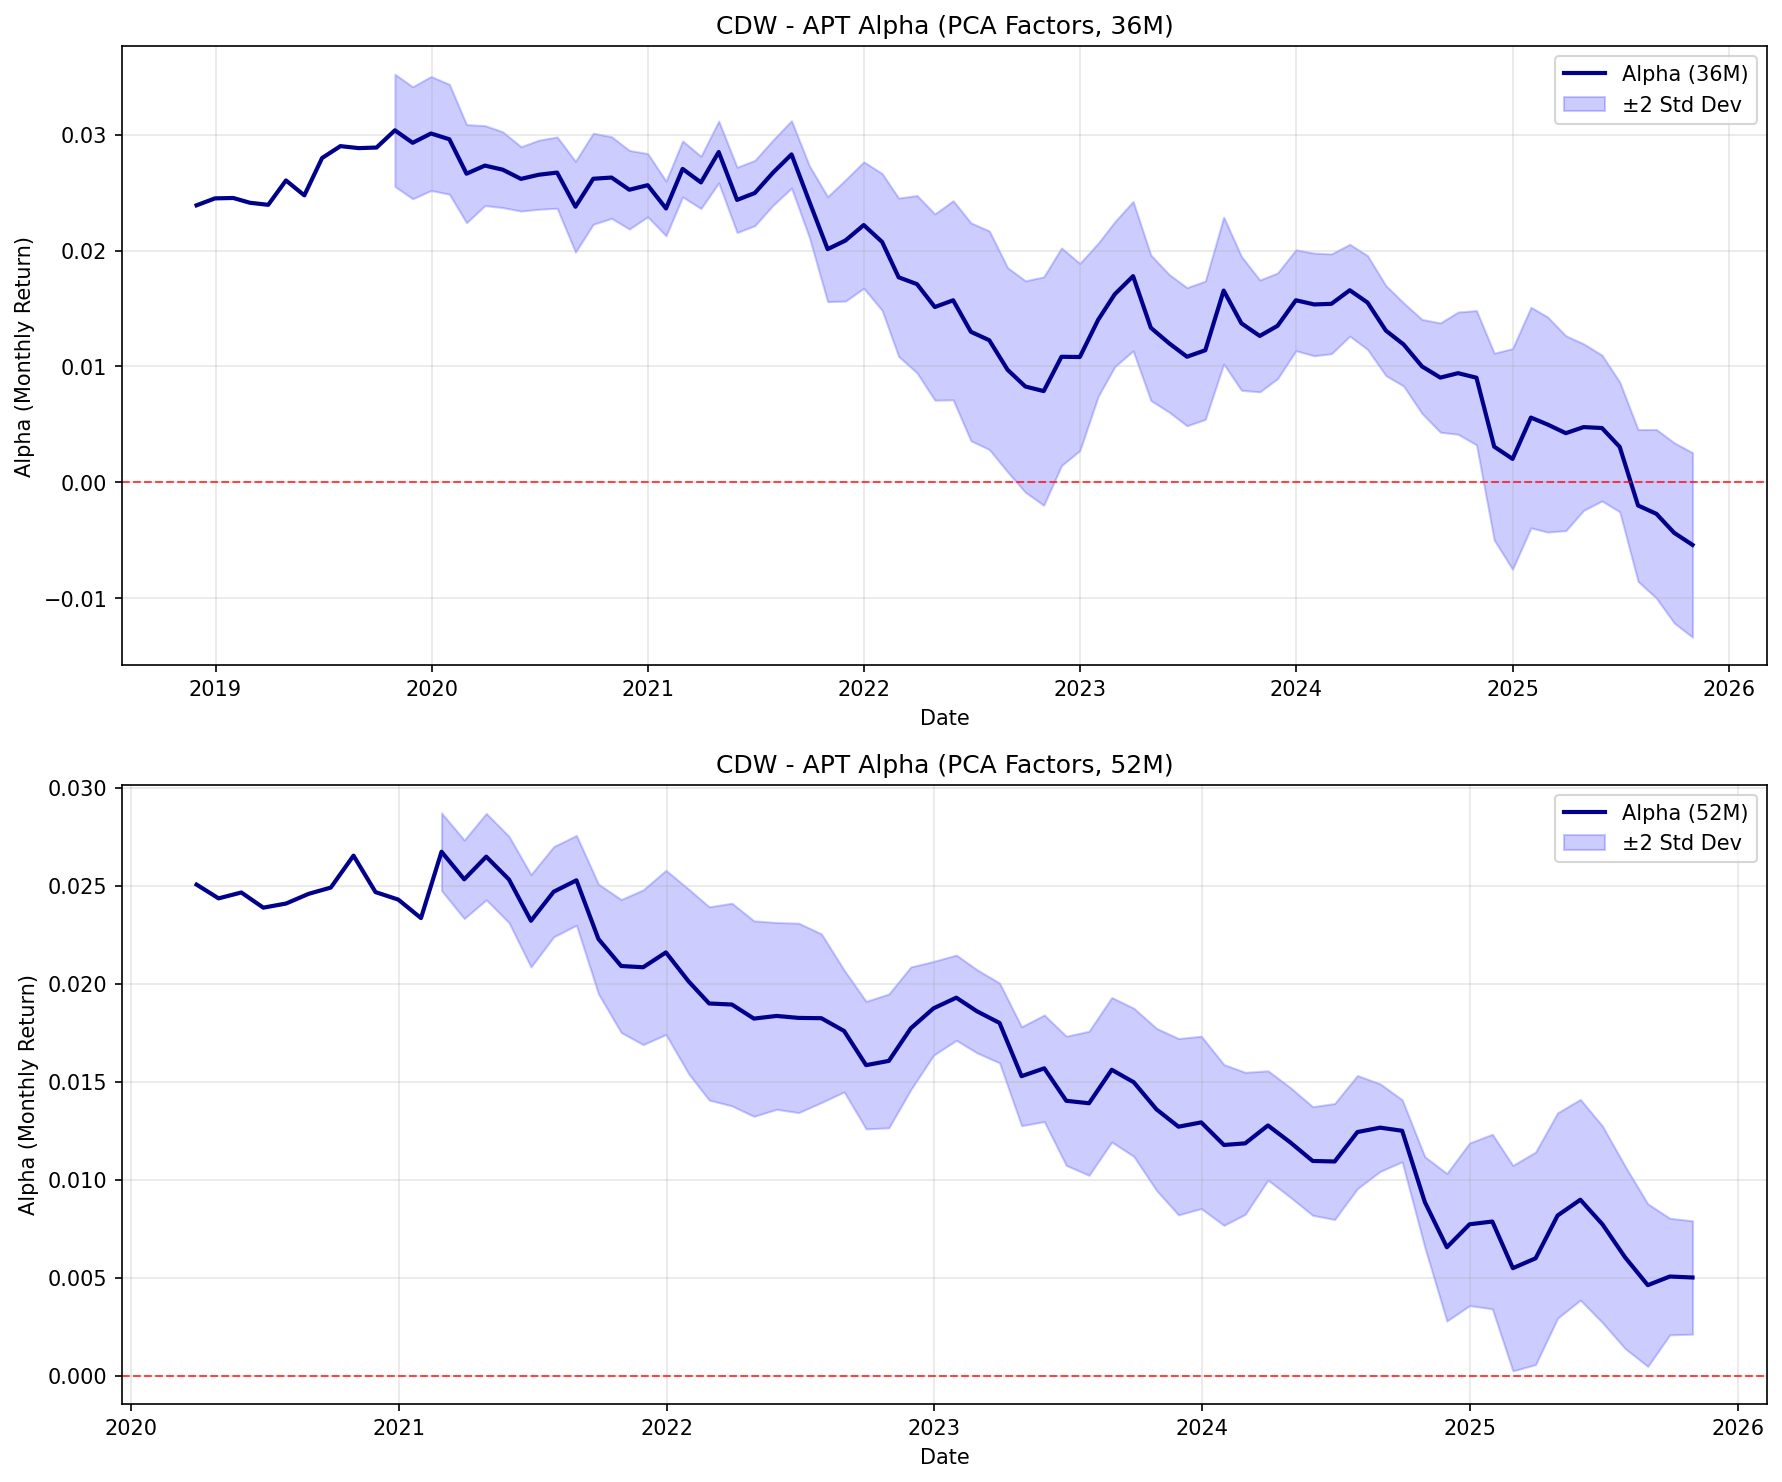 CDW - APT Alpha (PCA Factors, 36M)
Alpha (36M)
±2 Std Dev
Alpha (Monthly Return)
0.03
0.02
0.01
0.00
−0.01
2019 2020 2021 2022 2023 2024 2025 2026
Date
CDW - APT Alpha (PCA Factors, 52M)
Alpha (52M)
±2 Std Dev
Alpha (Monthly Return)
0.030
0.025
0.020
0.015
0.010
0.005
0.000
2020 2021 2022 2023 2024 2025 2026
Date